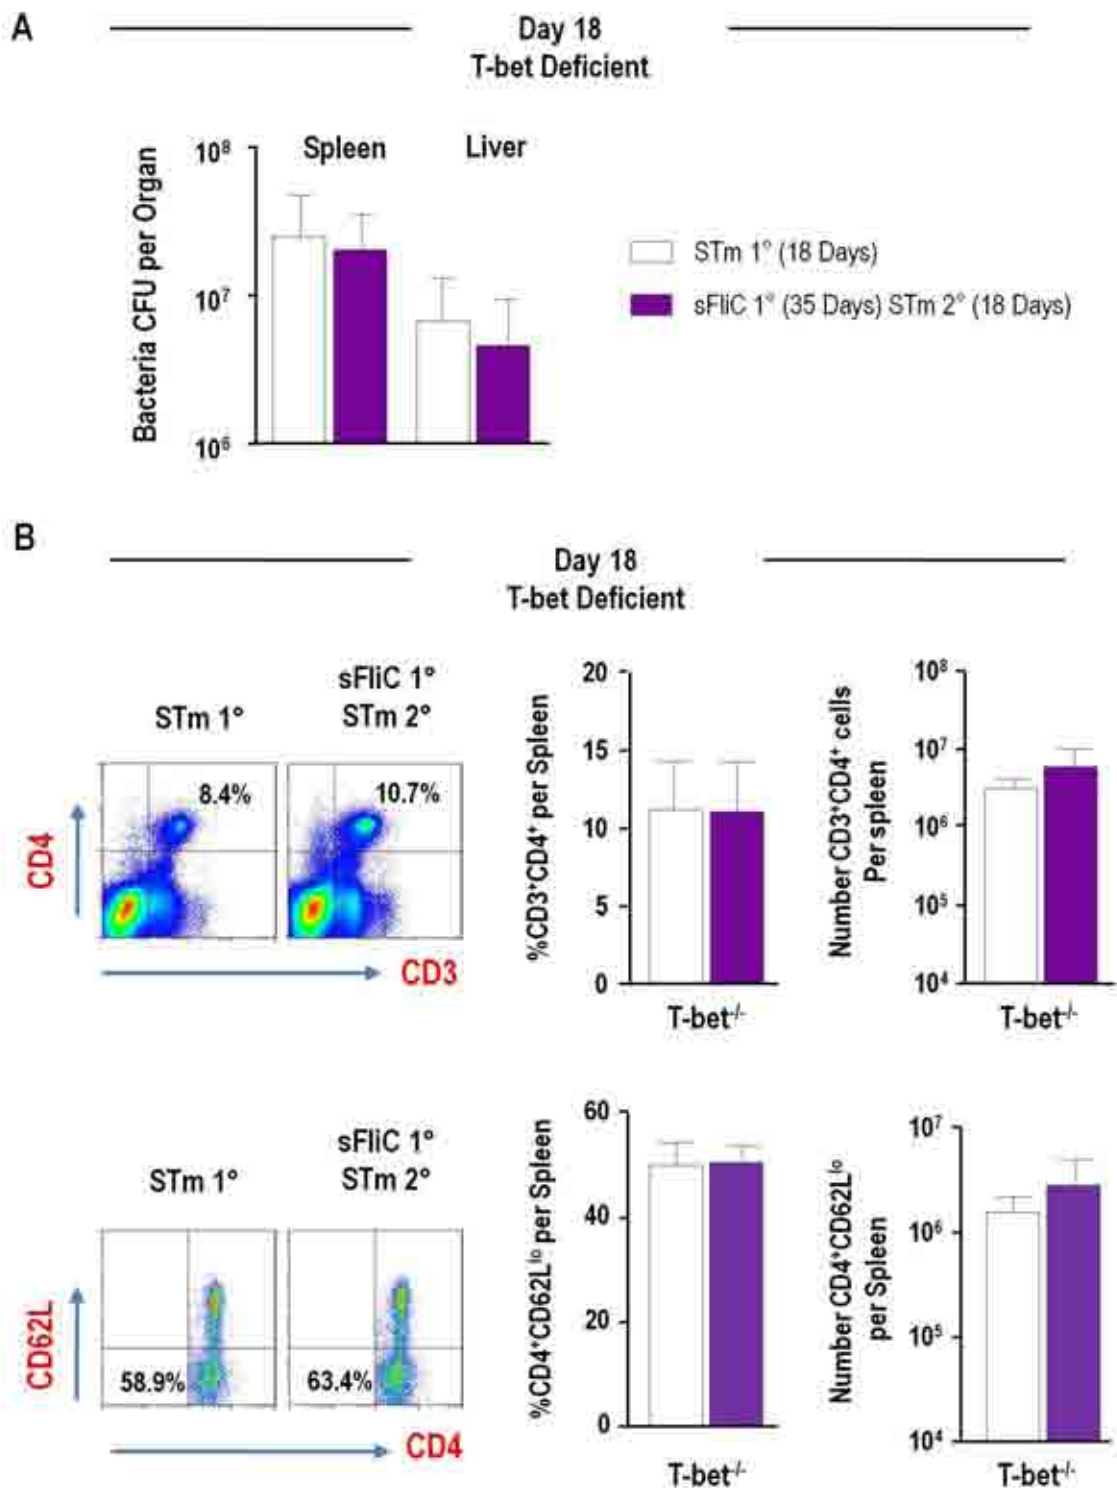 A
Day 18
T-bet Deficient
Bacteria CFU per Organ
10⁸
10⁷
10⁶
Spleen
Liver
STm 1° (18 Days)
sFliC 1° (35 Days) STm 2° (18 Days)
B
Day 18
T-bet Deficient
STm 1°
sFliC 1°
STm 2°
8.4%
10.7%
CD4
CD3
%CD3⁺CD4⁺ per Spleen
20
15
10
5
0
T-bet⁻/⁻
Number CD3⁺CD4⁺ cells
Per spleen
10⁸
10⁷
10⁶
10⁵
10⁴
T-bet⁻/⁻
STm 1°
sFliC 1°
STm 2°
58.9%
63.4%
CD62L
CD4
%CD4⁺CD62Lˡᵒ per Spleen
60
40
20
0
T-bet⁻/⁻
Number CD4⁺CD62Lˡᵒ
per Spleen
10⁷
10⁶
10⁵
10⁴
T-bet⁻/⁻